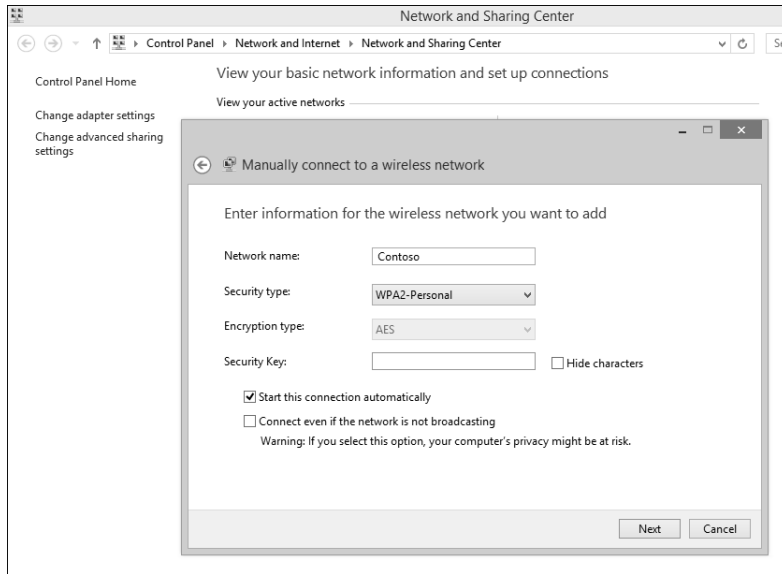 Network and Sharing Center
Control Panel Network and Internet Network and Sharing Center
Control Panel Home
Change adapter settings
Change advanced sharing
settings
View your basic network information and set up connections
View your active networks
Manually connect to a wireless network
Enter information for the wireless network you want to add
Network name: Contoso
Security type: WPA2-Personal
Encryption type: AES
Security Key: Hide characters
Start this connection automatically
Connect even if the network is not broadcasting
Warning: If you select this option, your computer's privacy might be at risk.
Next Cancel